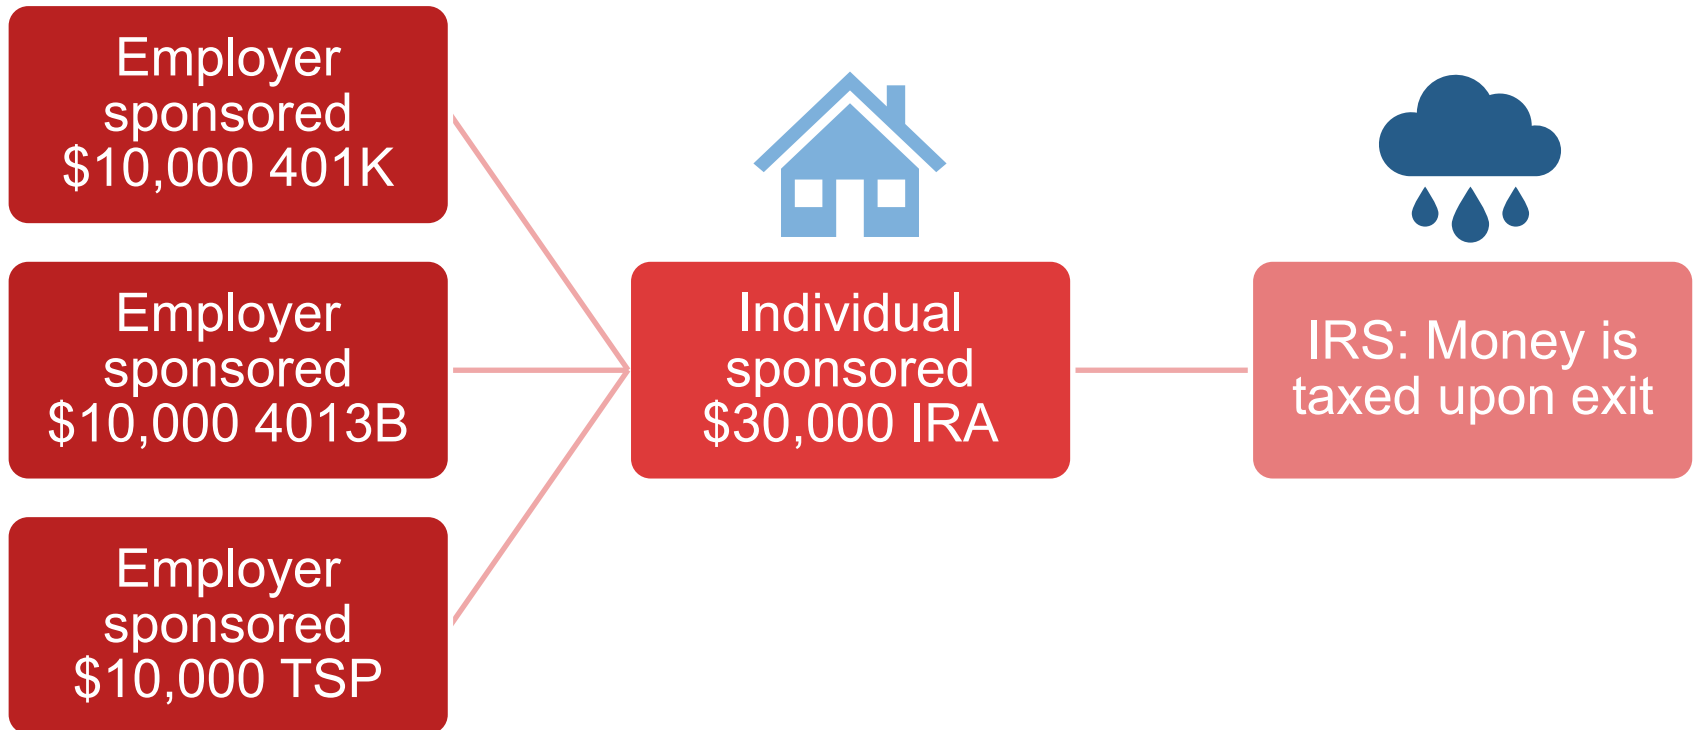 Employer
sponsored
$10,000 401K
Employer
sponsored
$10,000 4013B
Employer
sponsored
$10,000 TSP
Individual
sponsored
$30,000 IRA
IRS: Money is
taxed upon exit